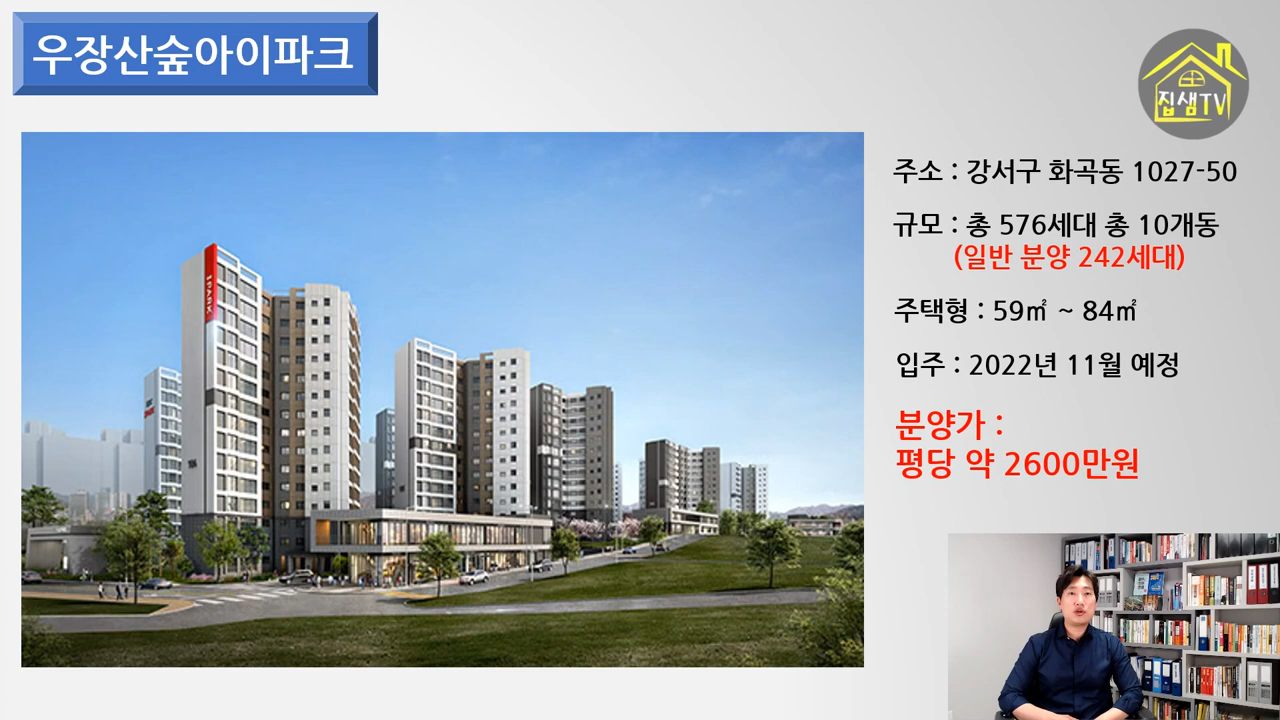 우장산숲아이파크
집샘TV
주소 : 강서구 화곡동 1027-50
규모 : 총 576세대 총 10개동
(일반 분양 242세대)
주택형 : 59㎡ ~ 84㎡
입주 : 2022년 11월 예정
분양가 :
평당 약 2600만원
IPARK